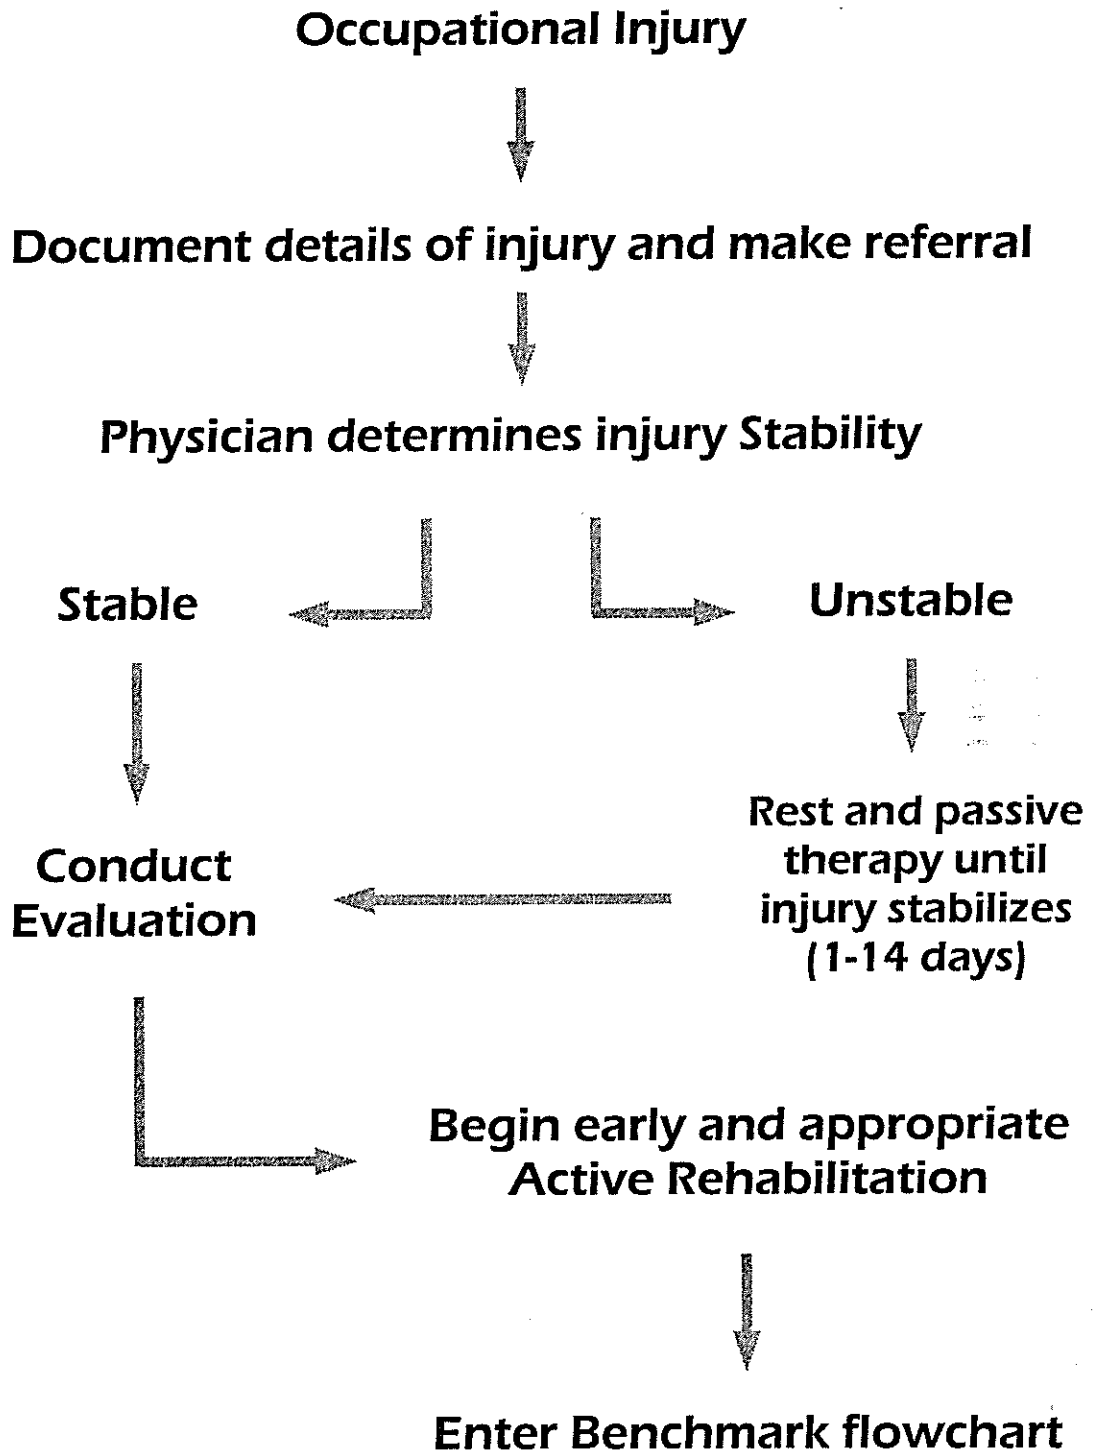 Occupational Injury
Document details of injury and make referral
Physician determines injury Stability
Stable
Unstable
Rest and passive
therapy until
injury stabilizes
(1-14 days)
Conduct
Evaluation
Begin early and appropriate
Active Rehabilitation
Enter Benchmark flowchart